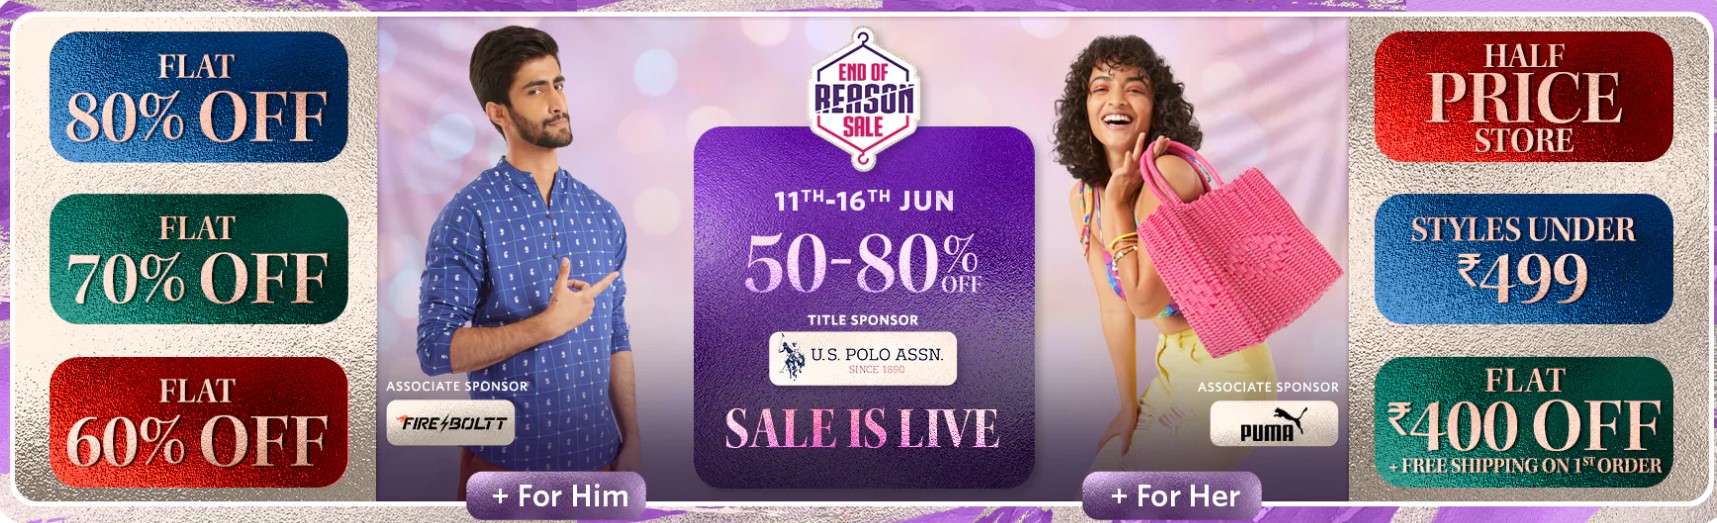 FLAT
80% OFF
FLAT
70% OFF
FLAT
60% OFF
ASSOCIATE SPONSOR
FIRE BOLTT
+ For Him
END OF
REASON
SALE
11TH-16TH JUN
50-80% OFF
TITLE SPONSOR
U.S. POLO ASSN.
SINCE 1890
SALE IS LIVE
ASSOCIATE SPONSOR
PUMA
+ For Her
HALF
PRICE
STORE
STYLES UNDER
₹499
FLAT
₹400 OFF
+ FREE SHIPPING ON 1ST ORDER